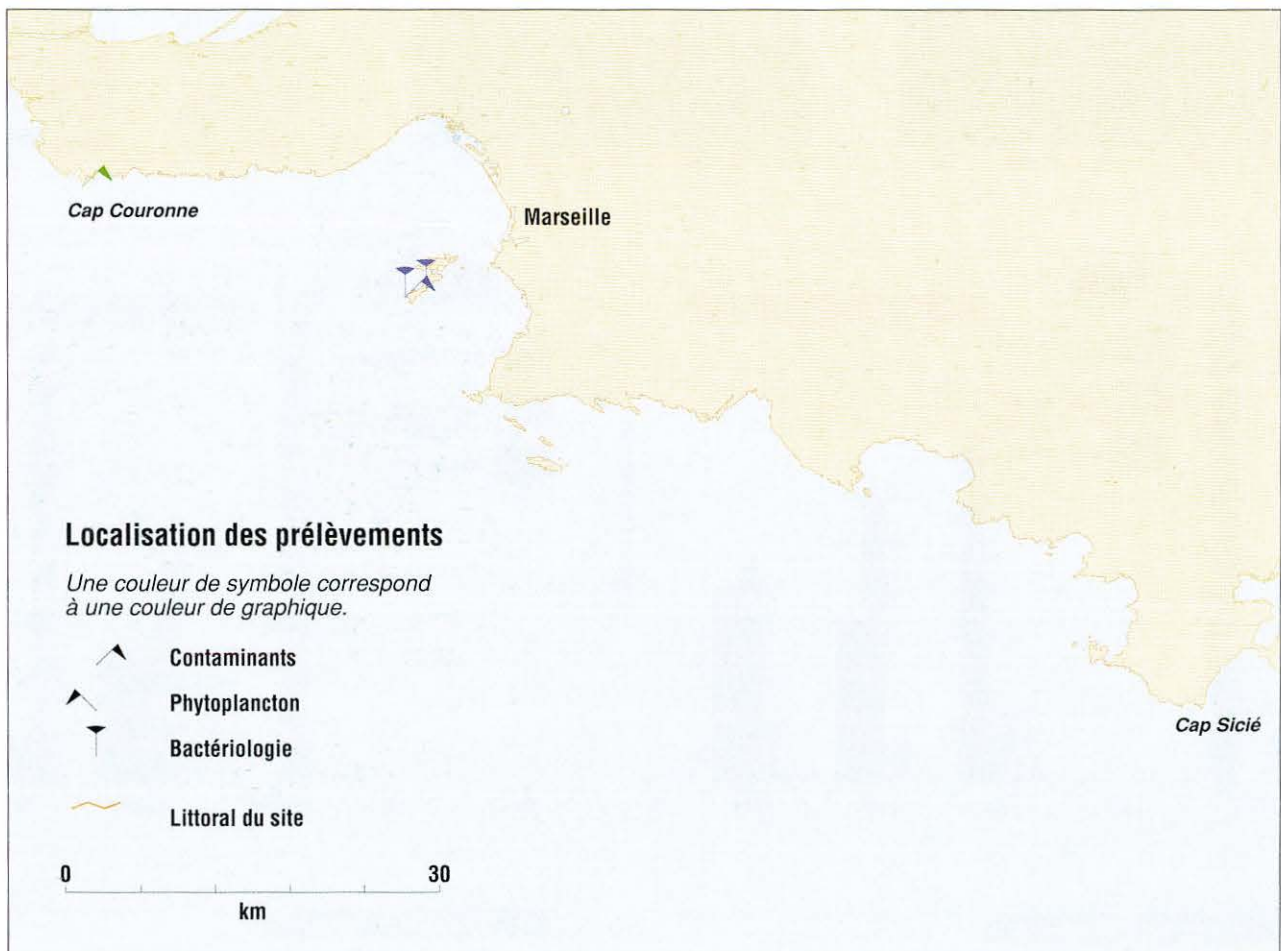 Cap Couronne
Marseille
Localisation des prélèvements
Une couleur de symbole correspond
à une couleur de graphique.
Contaminants
Phytoplancton
Bactériologie
Cap Sicié
Littoral du site
0 30
km